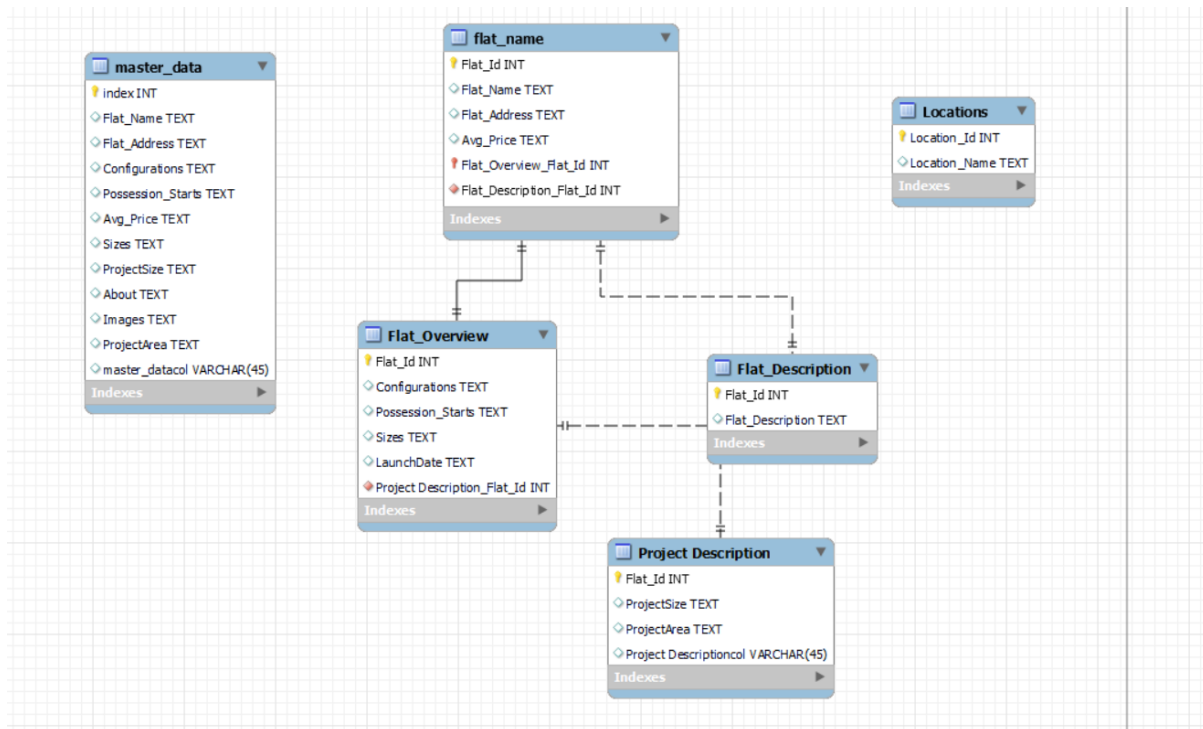 master_data
index INT
Flat_Name TEXT
Flat_Address TEXT
Configurations TEXT
Possession_Starts TEXT
Avg_Price TEXT
Sizes TEXT
ProjectSize TEXT
About TEXT
Images TEXT
ProjectArea TEXT
master_datacol VARCHAR(45)
Indexes
flat_name
Flat_Id INT
Flat_Name TEXT
Flat_Address TEXT
Avg_Price TEXT
Flat_Overview_Flat_Id INT
Flat_Description_Flat_Id INT
Indexes
Locations
Location_Id INT
Location_Name TEXT
Indexes
Flat_Overview
Flat_Id INT
Configurations TEXT
Possession_Starts TEXT
Sizes TEXT
LaunchDate TEXT
Project Description_Flat_Id INT
Indexes
Flat_Description
Flat_Id INT
Flat_Description TEXT
Indexes
Project Description
Flat_Id INT
ProjectSize TEXT
ProjectArea TEXT
Project Descriptioncol VARCHAR(45)
Indexes